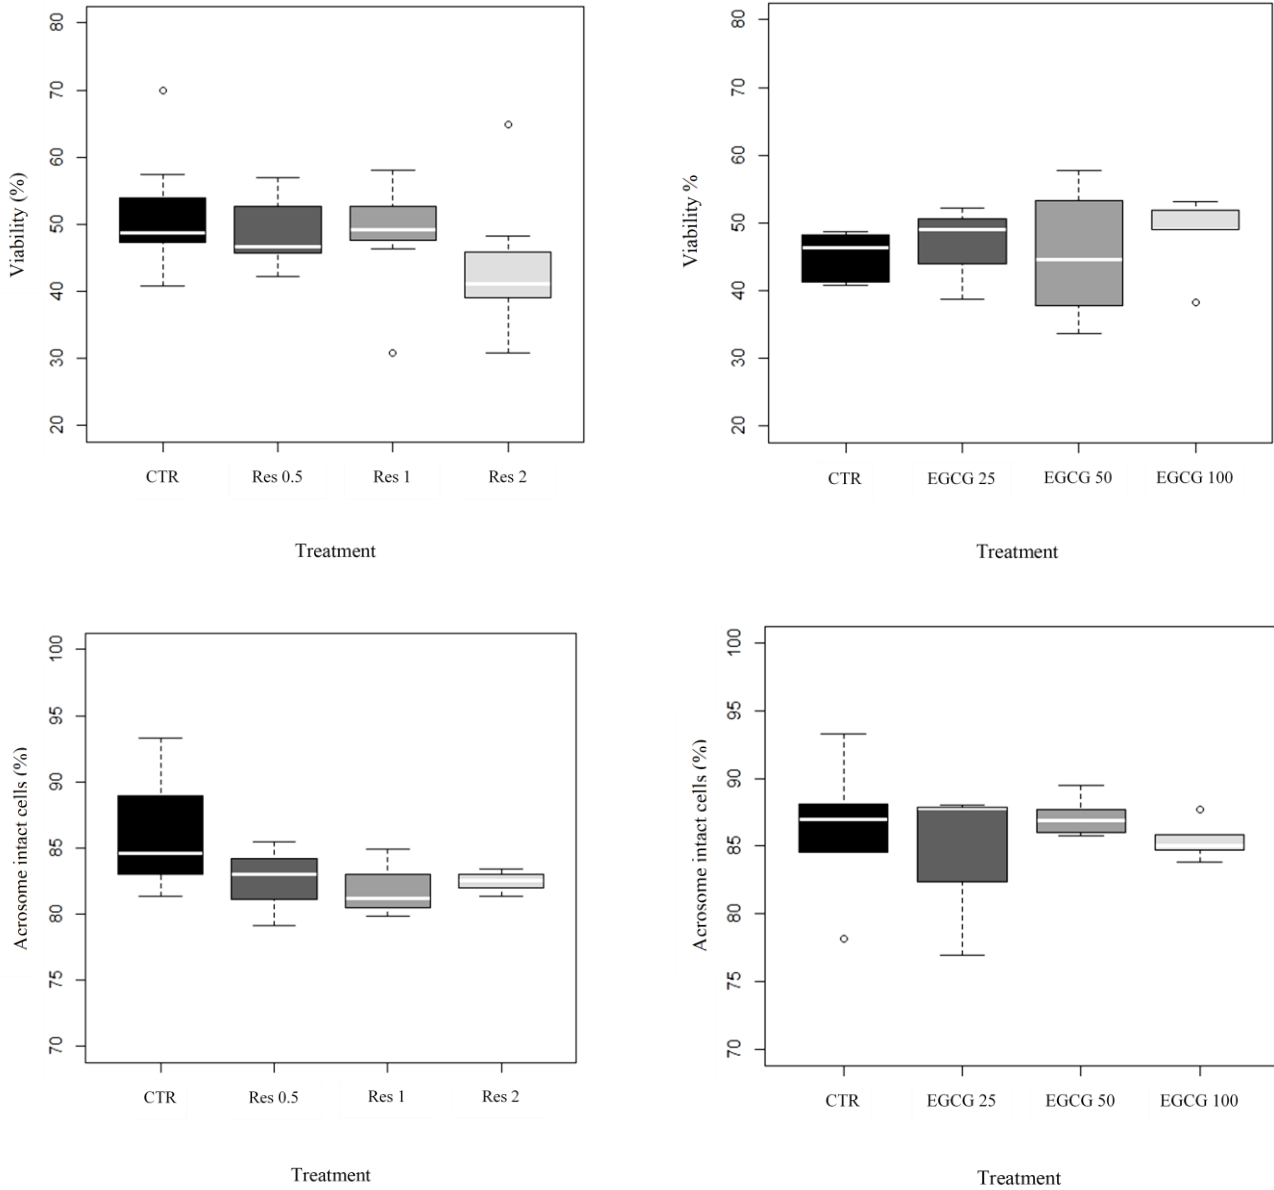 Viability (%)
80
70
60
50
40
30
20
CTR
Res 0.5
Res 1
Res 2
Treatment
Viability %
80
70
60
50
40
30
20
CTR
EGCG 25
EGCG 50
EGCG 100
Treatment
Acrosome intact cells (%)
100
95
90
85
80
75
70
CTR
Res 0.5
Res 1
Res 2
Treatment
Acrosome intact cells (%)
100
95
90
85
80
75
70
CTR
EGCG 25
EGCG 50
EGCG 100
Treatment